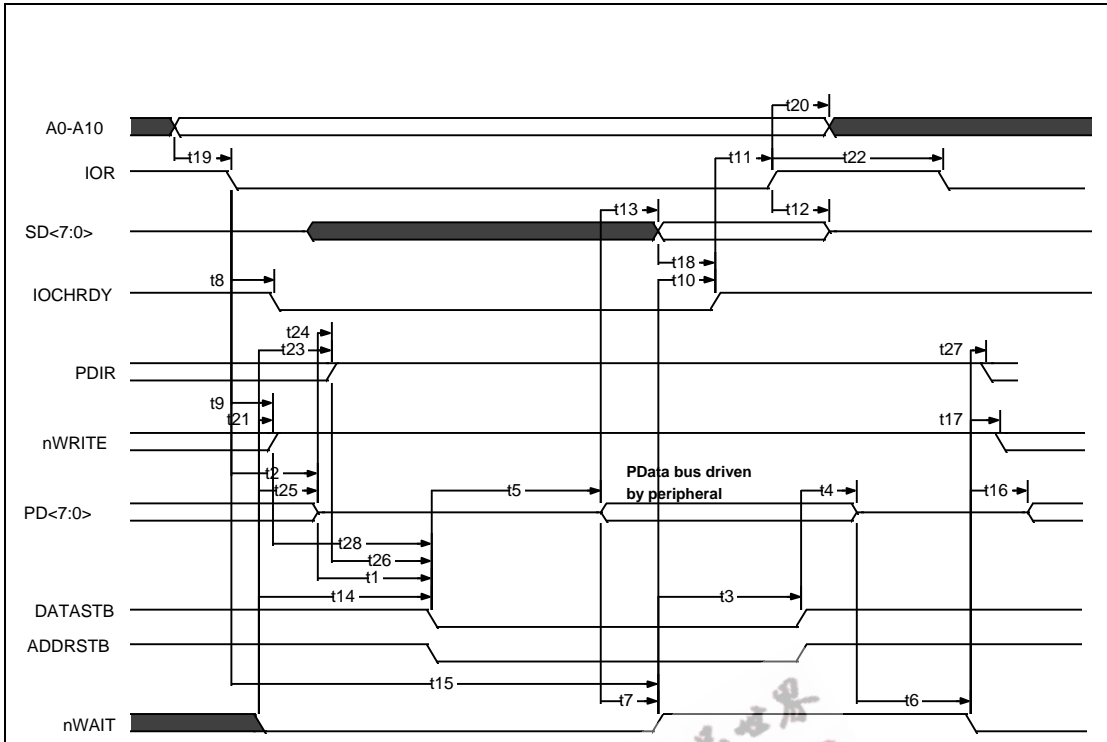 t20
A0-A10
t19
t11
t22
IOR
t13
t12
SD<7:0>
t18
t8
t10
IOCHRDY
t24
t23
t27
PDIR
t9
t21
t17
nWRITE
t2
PData bus driven
by peripheral
t25
t5
t4
t16
PD<7:0>
t28
t26
t1
t14
t3
DATASTB
ADDRSTB
t15
t7
t6
nWAIT
世界